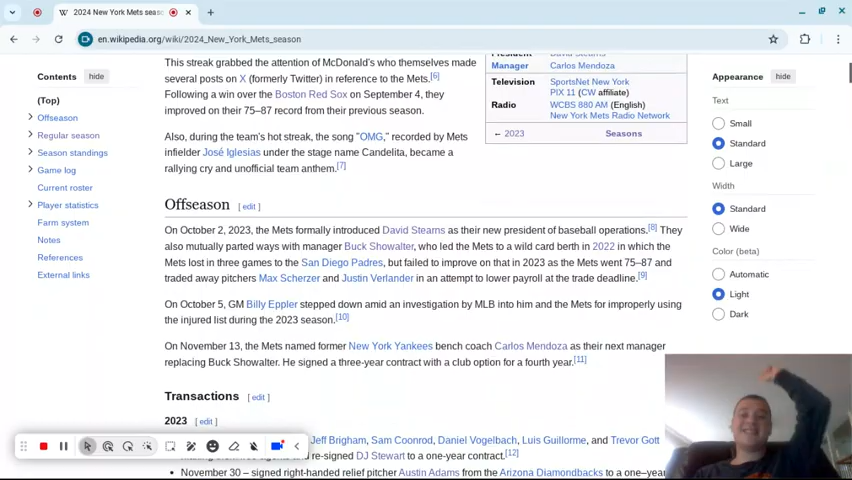 2024 New York Mets seaso
en.wikipedia.org/wiki/2024_New_York_Mets_season
Contents
hide
(Top)
Offseason
Regular season
Season standings
Game log
Current roster
Player statistics
Farm system
Notes
References
External links
This streak grabbed the attention of McDonald's who themselves made
several posts on X (formerly Twitter) in reference to the Mets.[6]
Following a win over the Boston Red Sox on September 4, they
improved on their 75–87 record from their previous season.
Also, during the team's hot streak, the song "OMG," recorded by Mets
infielder José Iglesias under the stage name Candelita, became a
rallying cry and unofficial team anthem.[7]
President David Stearns
Manager Carlos Mendoza
Television SportsNet New York
PIX 11 (CW affiliate)
Radio WCBS 880 AM (English)
New York Mets Radio Network
← 2023 Seasons
Offseason [ edit ]
On October 2, 2023, the Mets formally introduced David Stearns as their new president of baseball operations.[8] They
also mutually parted ways with manager Buck Showalter, who led the Mets to a wild card berth in 2022 in which the
Mets lost in three games to the San Diego Padres, but failed to improve on that in 2023 as the Mets went 75–87 and
traded away pitchers Max Scherzer and Justin Verlander in an attempt to lower payroll at the trade deadline.[9]
On October 5, GM Billy Eppler stepped down amid an investigation by MLB into him and the Mets for improperly using
the injured list during the 2023 season.[10]
On November 13, the Mets named former New York Yankees bench coach Carlos Mendoza as their next manager
replacing Buck Showalter. He signed a three-year contract with a club option for a fourth year.[11]
Transactions [ edit ]
2023 [ edit ]
Jeff Brigham, Sam Coonrod, Daniel Vogelbach, Luis Guillorme, and Trevor Gott
re-signed DJ Stewart to a one-year contract.[12]
• November 30 – signed right-handed relief pitcher Austin Adams from the Arizona Diamondbacks to a one–year
Appearance
hide
Text
Small
Standard
Large
Width
Standard
Wide
Color (beta)
Automatic
Light
Dark